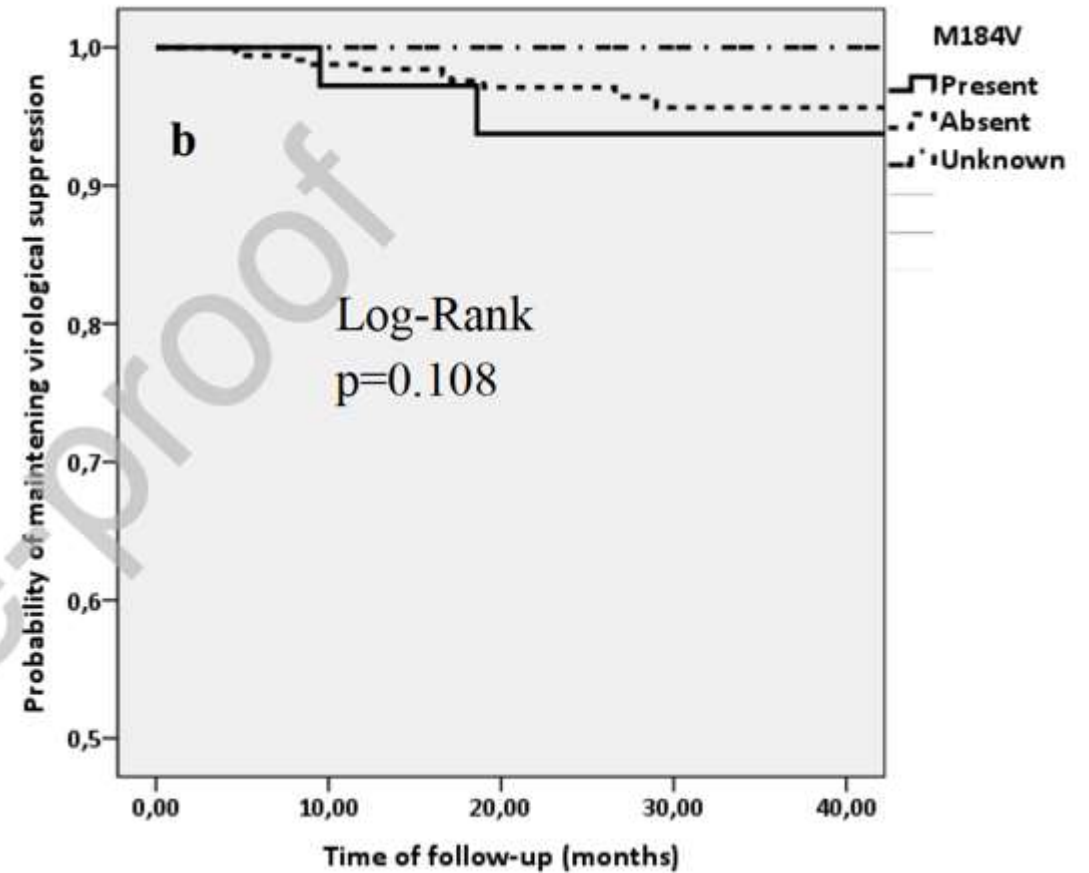 M184V
Present
Absent
Unknown
b
Log-Rank
p=0.108
Probability of maintening virological suppression
1,0
0,9
0,8
0,7
0,6
0,5
0,00
10,00
20,00
30,00
40,00
Time of follow-up (months)
-proof